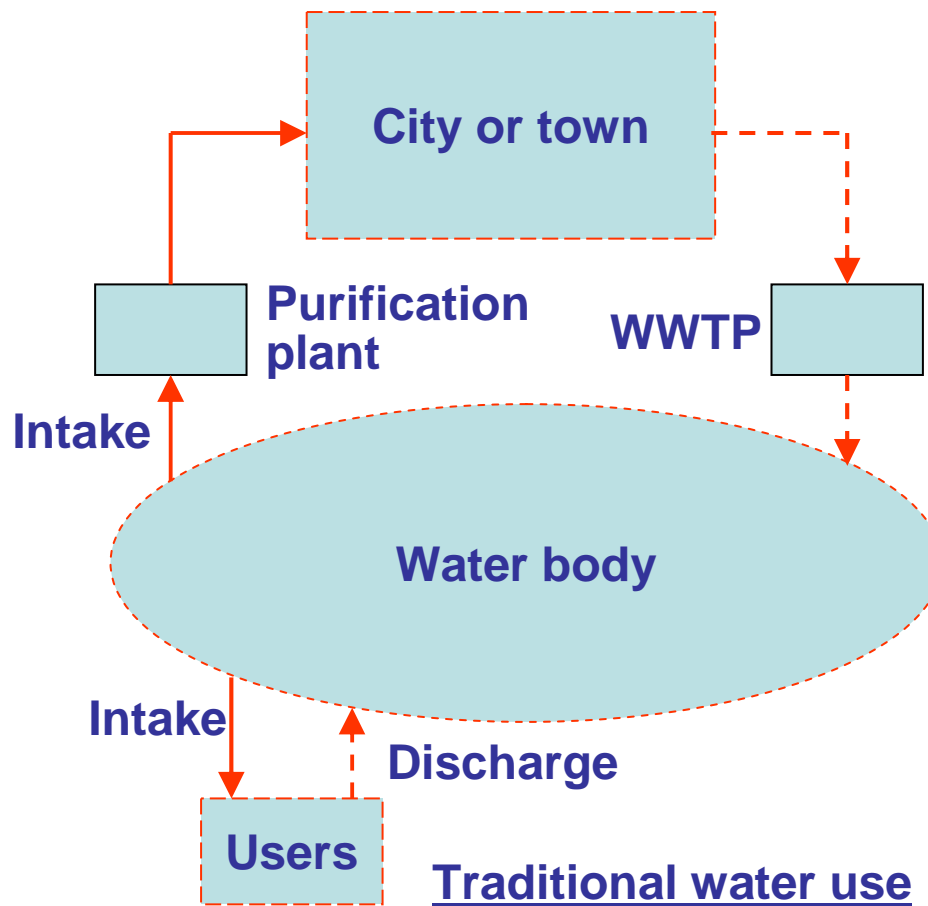 City or town
Purification
plant
WWTP
Intake
Water body
Intake
Discharge
Users
Traditional water use